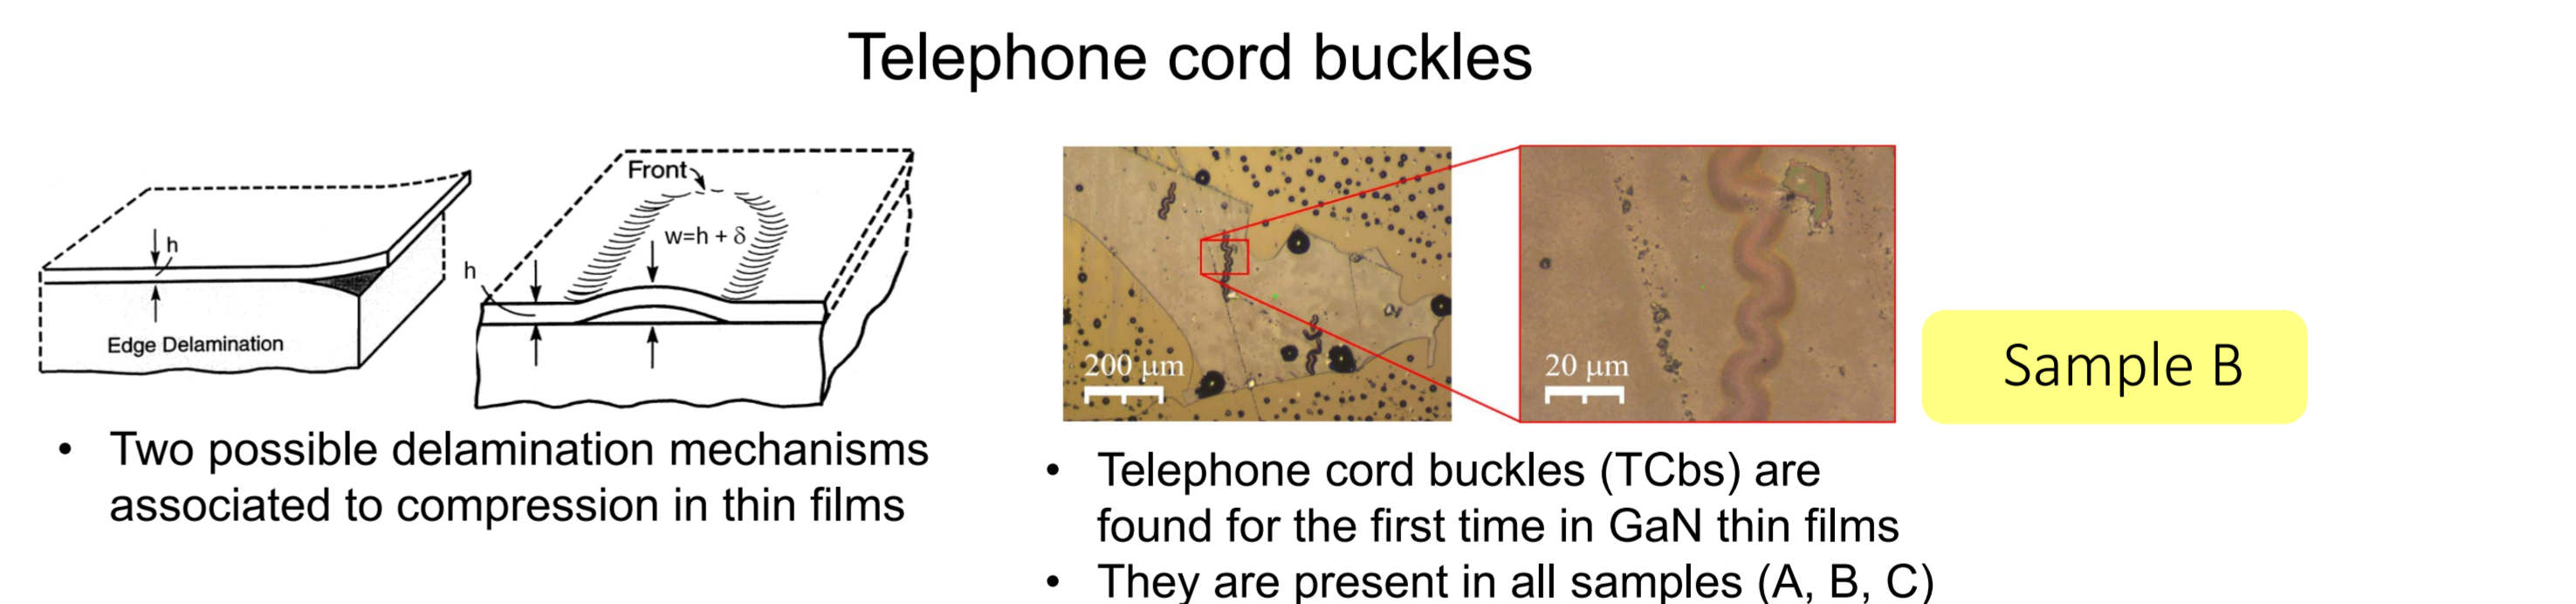 Telephone cord buckles
h
Edge Delamination
Front
w=h + δ
h
200 µm
20 µm
Sample B
• Two possible delamination mechanisms
associated to compression in thin films
• Telephone cord buckles (TCbs) are
found for the first time in GaN thin films
• They are present in all samples (A, B, C)